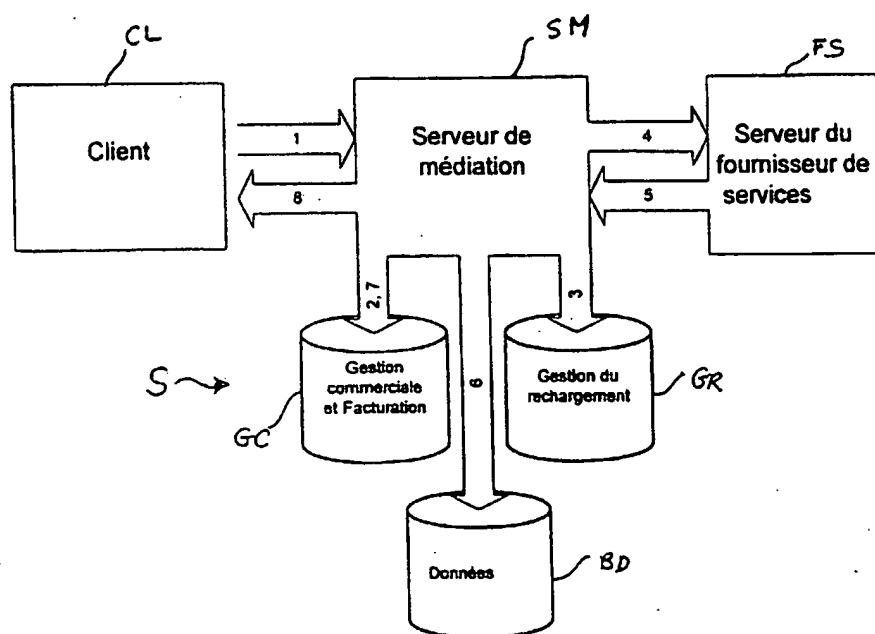 CL
SM
FS
Client
1
8
Serveur de
médiation
4
5
Serveur du
fournisseur de
services
2, 7
6
3
S
Gestion
commerciale
et Facturation
GC
Gestion du
rechargement
GR
Données
BD